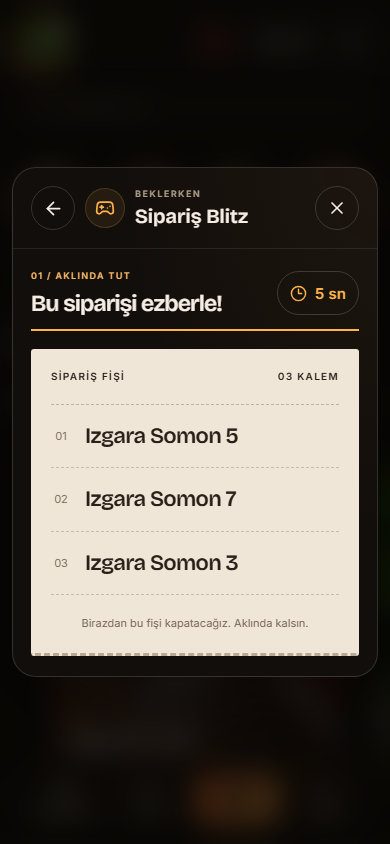 BEKLERKEN
Sipariş Blitz
01 / AKLINDA TUT
Bu siparişi ezberle!
5 sn
SİPARİŞ FİŞİ
03 KALEM
01 Izgara Somon 5
02 Izgara Somon 7
03 Izgara Somon 3
Birazdan bu fişi kapatacağız. Aklında kalsın.